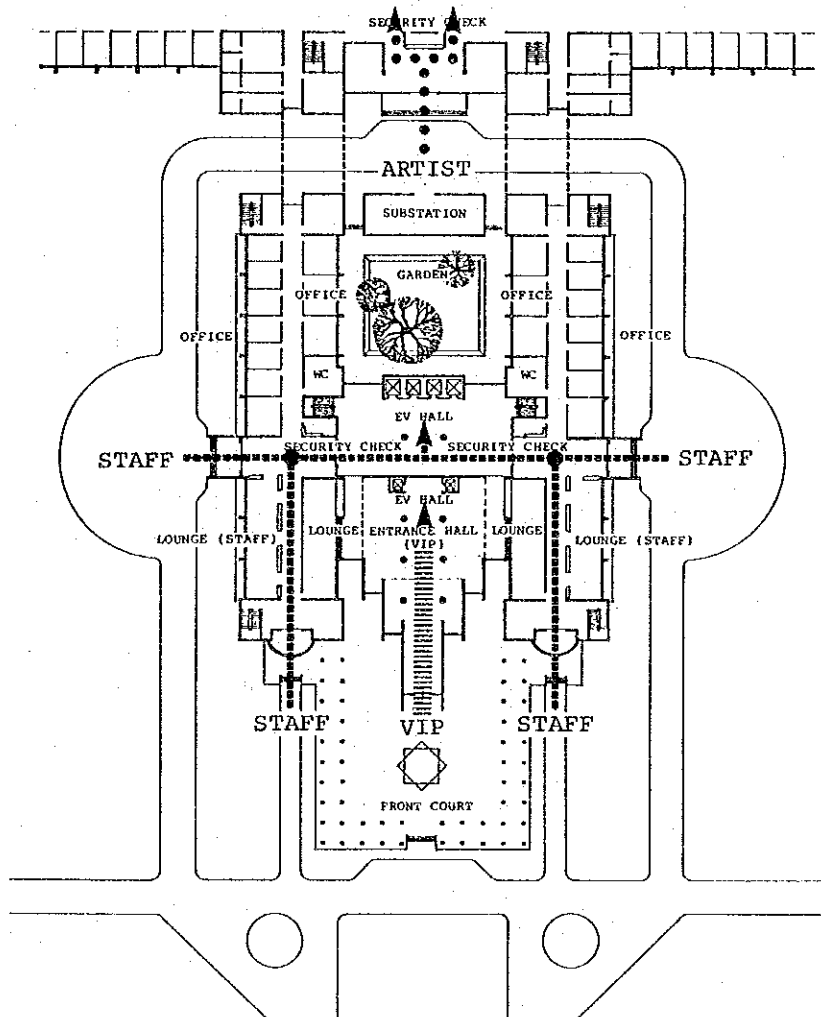 SECURITY CHECK
ARTIST
SUBSTATION
GARDEN
OFFICE
OFFICE
OFFICE
OFFICE
WC
WC
EV HALL
SECURITY CHECK
SECURITY CHECK
STAFF
STAFF
EV HALL
LOUNGE
ENTRANCE HALL
(VIP)
LOUNGE
LOUNGE (STAFF)
LOUNGE (STAFF)
STAFF
VIP
STAFF
FRONT COURT